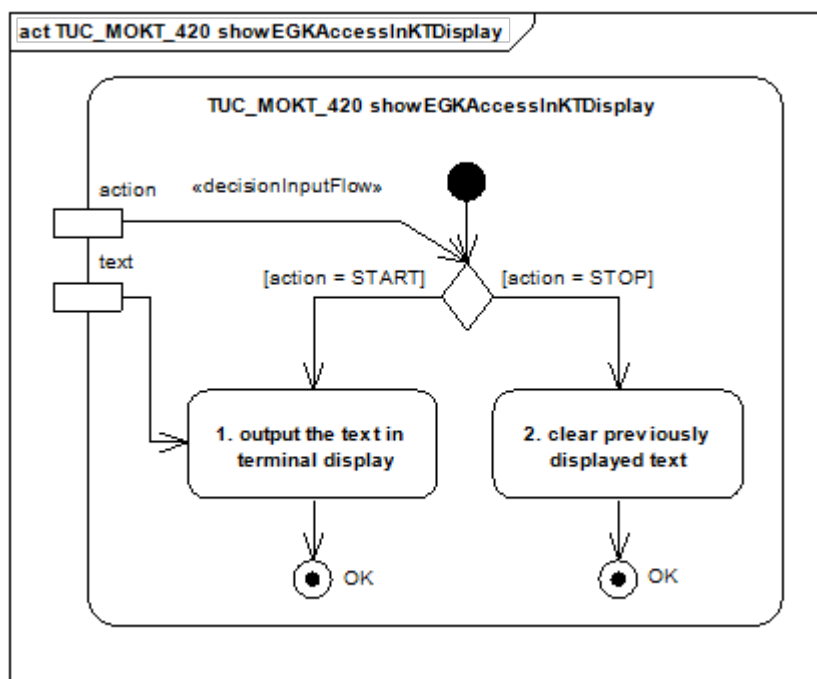 act TUC_MOKT_420 showEGKAccessInKTDisplay
TUC_MOKT_420 showEGKAccessInKTDisplay
action
«decisionInputFlow»
text
[action = START]
[action = STOP]
1. output the text in
terminal display
2. clear previously
displayed text
OK
OK